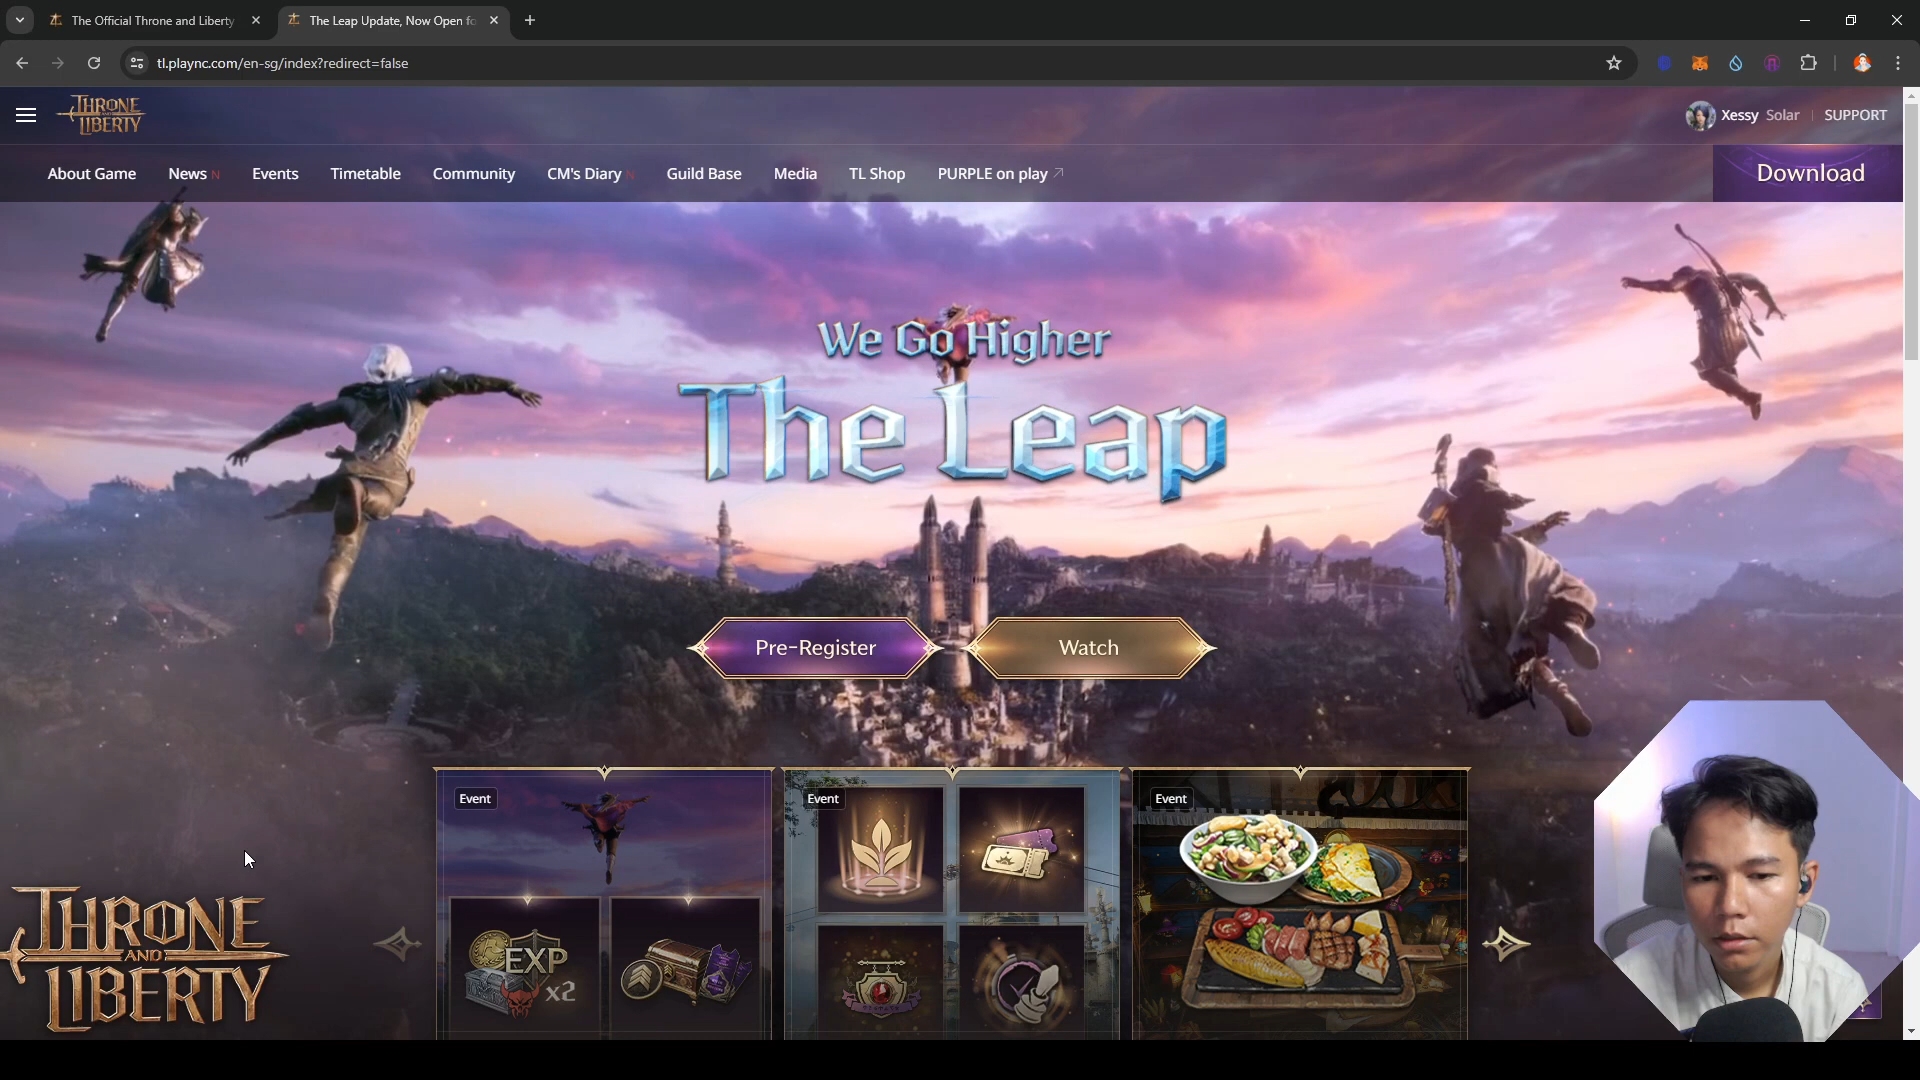 The Official Throne and Liberty
The Leap Update, Now Open fo
tl.plaync.com/en-sg/index?redirect=false
THRONE AND LIBERTY
Xessy Solar
SUPPORT
About Game
News N
Events
Timetable
Community
CM's Diary N
Guild Base
Media
TL Shop
PURPLE on play
Download
We Go Higher
The Leap
Pre-Register
Watch
Event
Event
Event
EXP
x2
THRONE
AND
LIBERTY